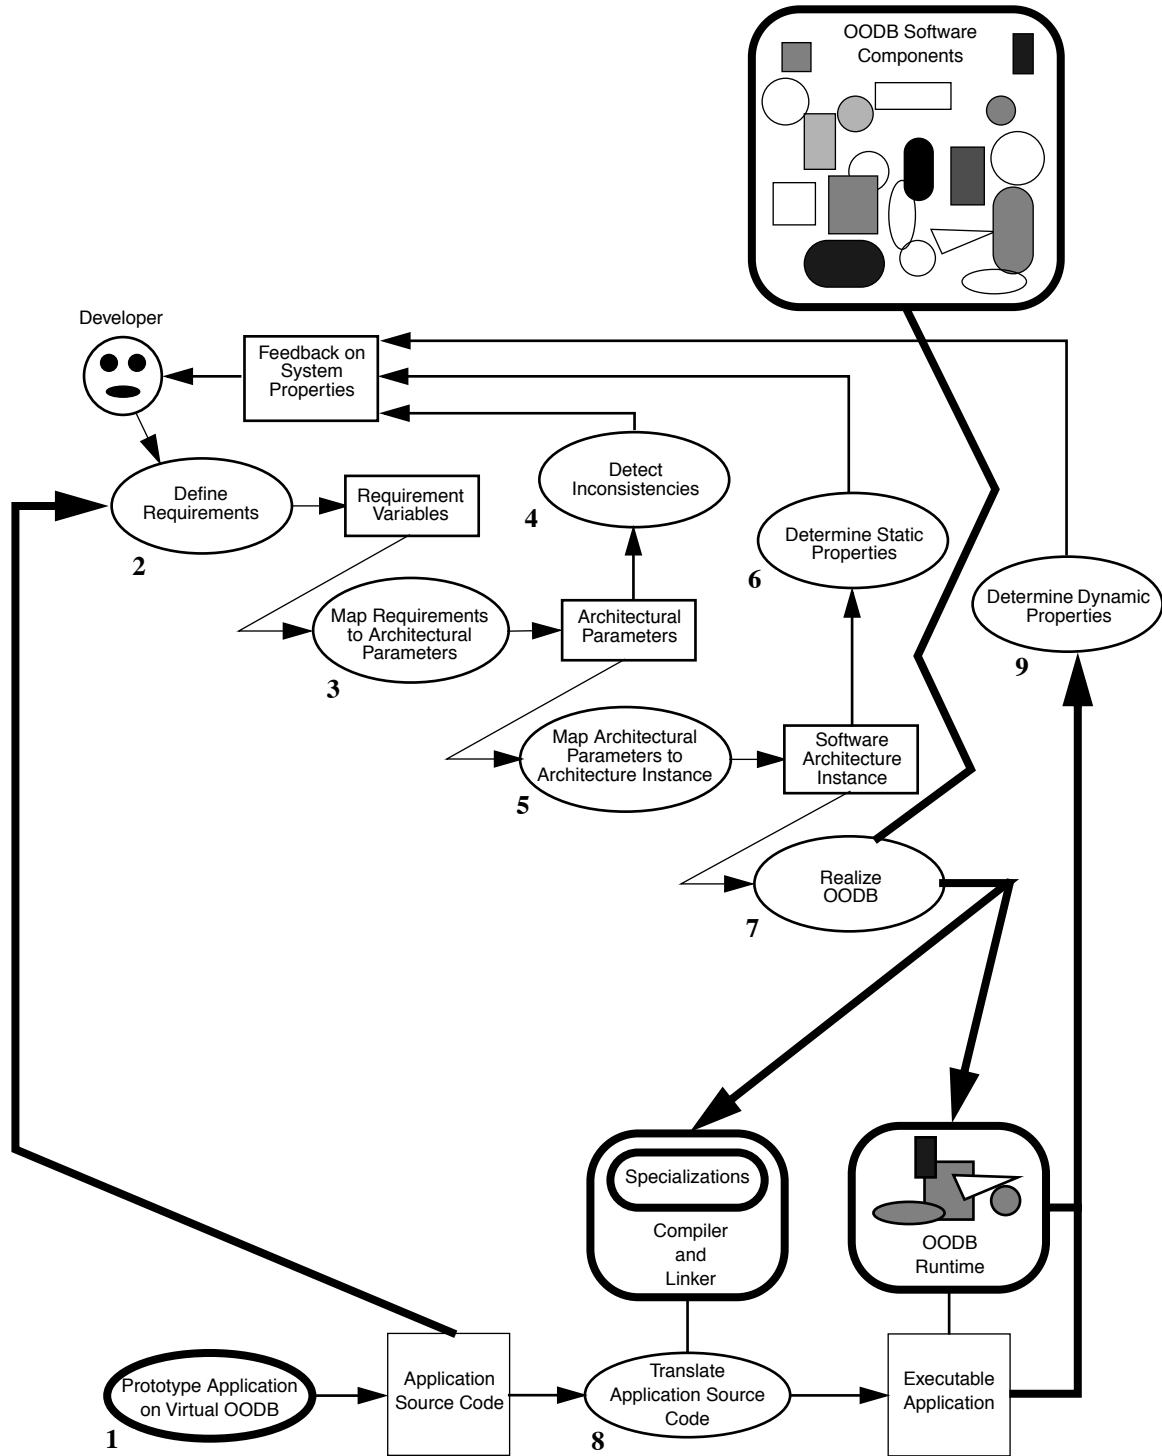 OODB Software
Components
Developer
Feedback on
System
Properties
Define
Requirements
2
Requirement
Variables
Detect
Inconsistencies
4
Determine Static
Properties
6
Determine Dynamic
Properties
9
Map Requirements
to Architectural
Parameters
3
Architectural
Parameters
Map Architectural
Parameters to
Architecture Instance
5
Software
Architecture
Instance
Realize
OODB
7
Specializations
Compiler
and
Linker
OODB
Runtime
Prototype Application
on Virtual OODB
1
Application
Source Code
Translate
Application Source
Code
8
Executable
Application